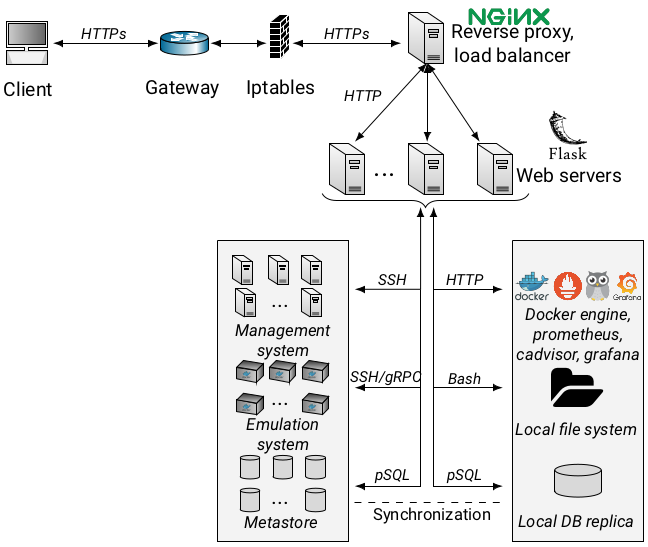 NGINX
HTTPs
HTTPs
Reverse proxy,
load balancer
Client
Gateway
Iptables
HTTP
...
Flask
Web servers
SSH
HTTP
docker
Grafana
...
Management
system
Docker engine,
prometheus,
cadvisor, grafana
SSH/gRPC
Bash
...
Emulation
system
Local file system
pSQL
pSQL
...
Metastore
Synchronization
Local DB replica